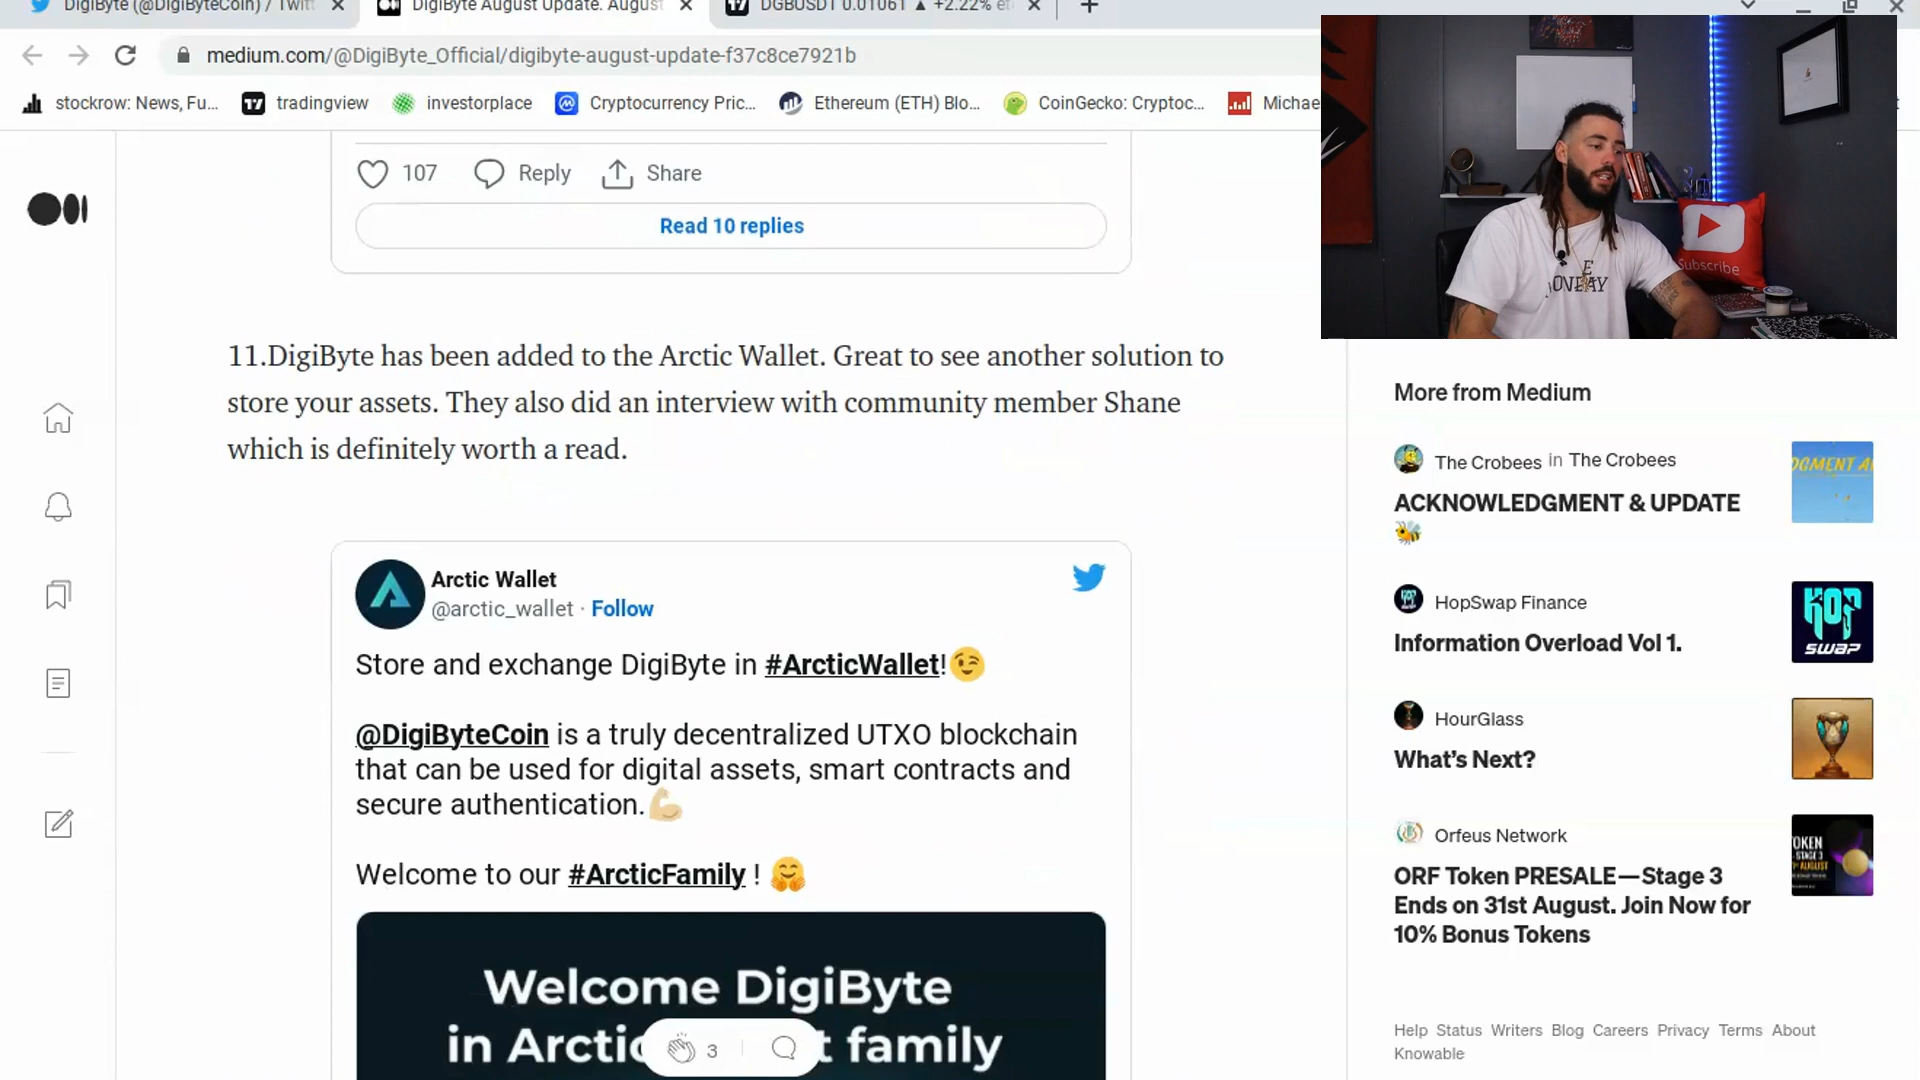 DigiByte (@DigiByteCoin) / Twitt
DigiByte August Update. August
DGBUSDT 0.01061 ▲ +2.22%
medium.com/@DigiByte_Official/digibyte-august-update-f37c8ce7921b
stockrow: News, Fu...
tradingview
investorplace
Cryptocurrency Pric...
Ethereum (ETH) Blo...
CoinGecko: Cryptoc...
Michae
Subscribe
107
Reply
Share
Read 10 replies
11.DigiByte has been added to the Arctic Wallet. Great to see another solution to
store your assets. They also did an interview with community member Shane
which is definitely worth a read.
Arctic Wallet
@arctic_wallet · Follow
Store and exchange DigiByte in #ArcticWallet!😉
@DigiByteCoin is a truly decentralized UTXO blockchain
that can be used for digital assets, smart contracts and
secure authentication.💪🏼
Welcome to our #ArcticFamily ! 🤗
Welcome DigiByte
in Arctic family
3
More from Medium
The Crobees in The Crobees
ACKNOWLEDGMENT & UPDATE
🐝
HopSwap Finance
Information Overload Vol 1.
SWAP
HourGlass
What's Next?
Orfeus Network
ORF Token PRESALE—Stage 3
Ends on 31st August. Join Now for
10% Bonus Tokens
Help Status Writers Blog Careers Privacy Terms About
Knowable